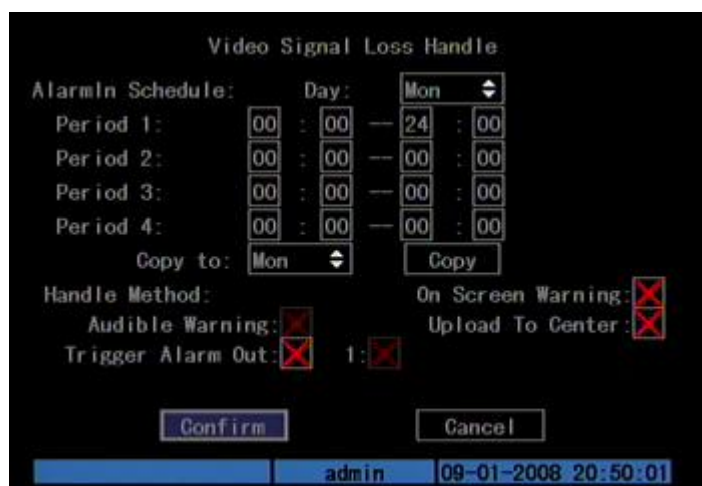 Video Signal Loss Handle
AlarmIn Schedule: Day: Mon
Period 1: 00 : 00 -- 24 : 00
Period 2: 00 : 00 -- 00 : 00
Period 3: 00 : 00 -- 00 : 00
Period 4: 00 : 00 -- 00 : 00
Copy to: Mon Copy
Handle Method: On Screen Warning:
Audible Warning: Upload To Center:
Trigger Alarm Out: 1:
Confirm Cancel
admin 09-01-2008 20:50:01